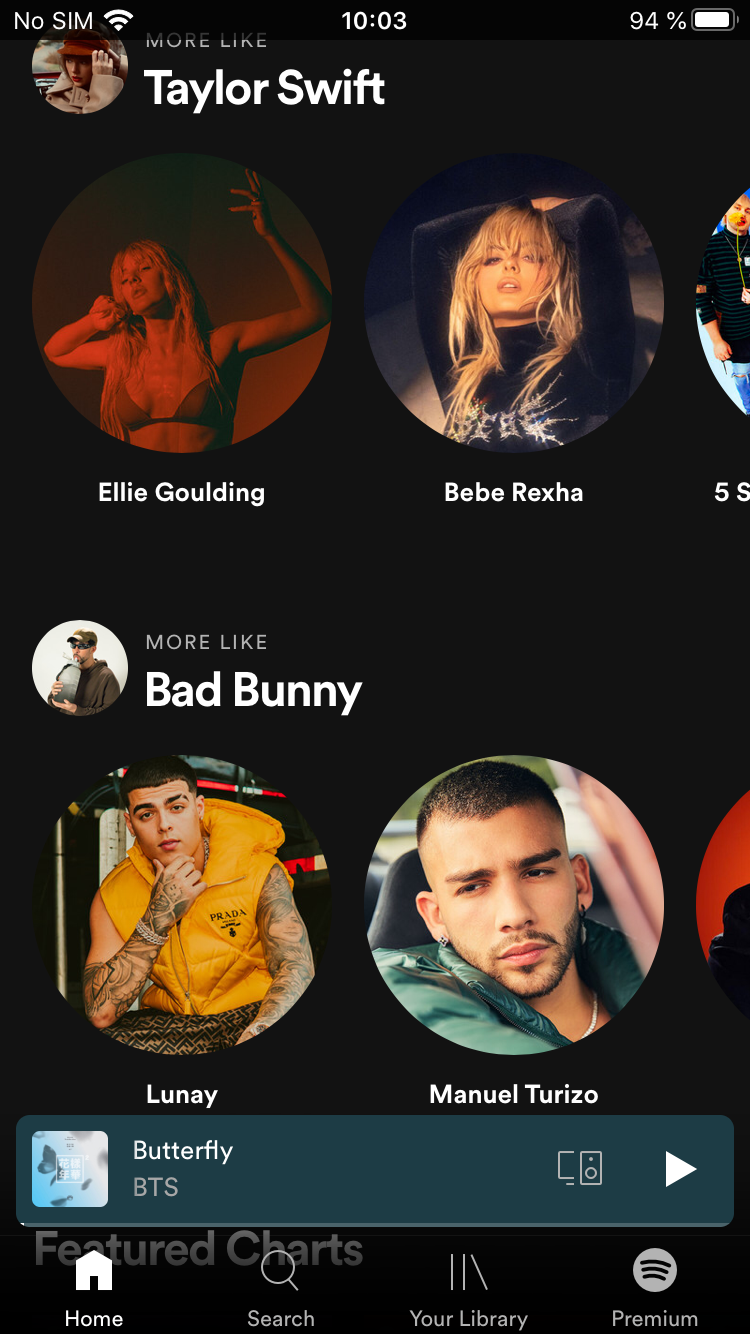 No SIM 10:03 94 %
MORE LIKE
Taylor Swift
Ellie Goulding
Bebe Rexha
5 S
MORE LIKE
Bad Bunny
PRADA
Lunay
Manuel Turizo
Butterfly
BTS
Featured Charts
Home
Search
Your Library
Premium